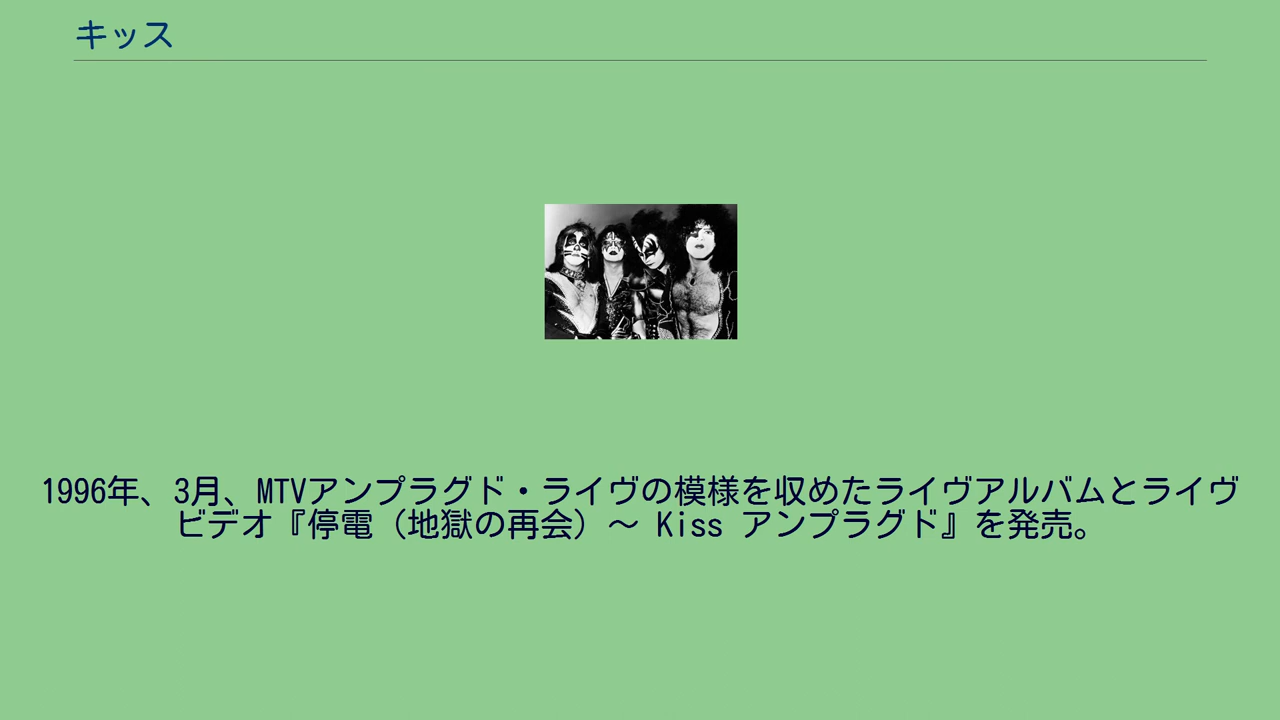 キッス
1996年、3月、MTVアンプラグド・ライヴの模様を収めたライヴアルバムとライヴ
ビデオ『停電（地獄の再会）～ Kiss アンプラグド』を発売。